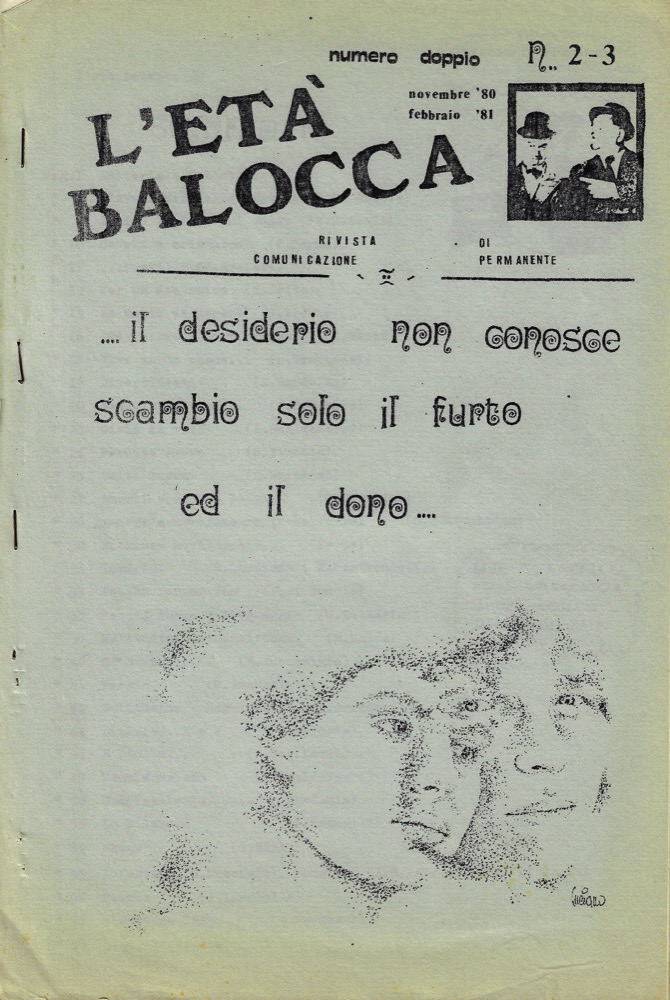 numero doppio N.. 2-3
novembre '80
febbraio '81
L'ETÀ
BALOCCA
RIVISTA DI
COMUNICAZIONE PERMANENTE
.... il desiderio non conosce
scambio solo il furto
ed il dono ....
Luciano